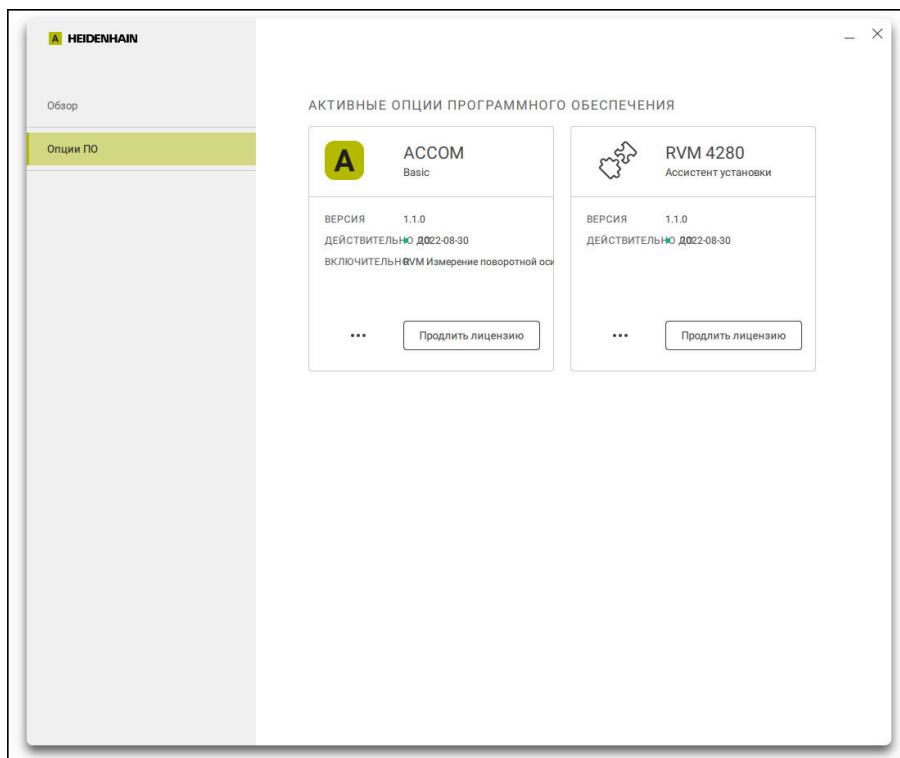 A HEIDENHAIN
Обзор
Опции ПО
АКТИВНЫЕ ОПЦИИ ПРОГРАММНОГО ОБЕСПЕЧЕНИЯ
A
ACCOM
Basic
ВЕРСИЯ 1.1.0
ДЕЙСТВИТЕЛЬНО ДО 2022-08-30
ВКЛЮЧИТЕЛЬНО RVM Измерение поворотной оси
... Продлить лицензию
RVM 4280
Ассистент установки
ВЕРСИЯ 1.1.0
ДЕЙСТВИТЕЛЬНО ДО 2022-08-30
... Продлить лицензию